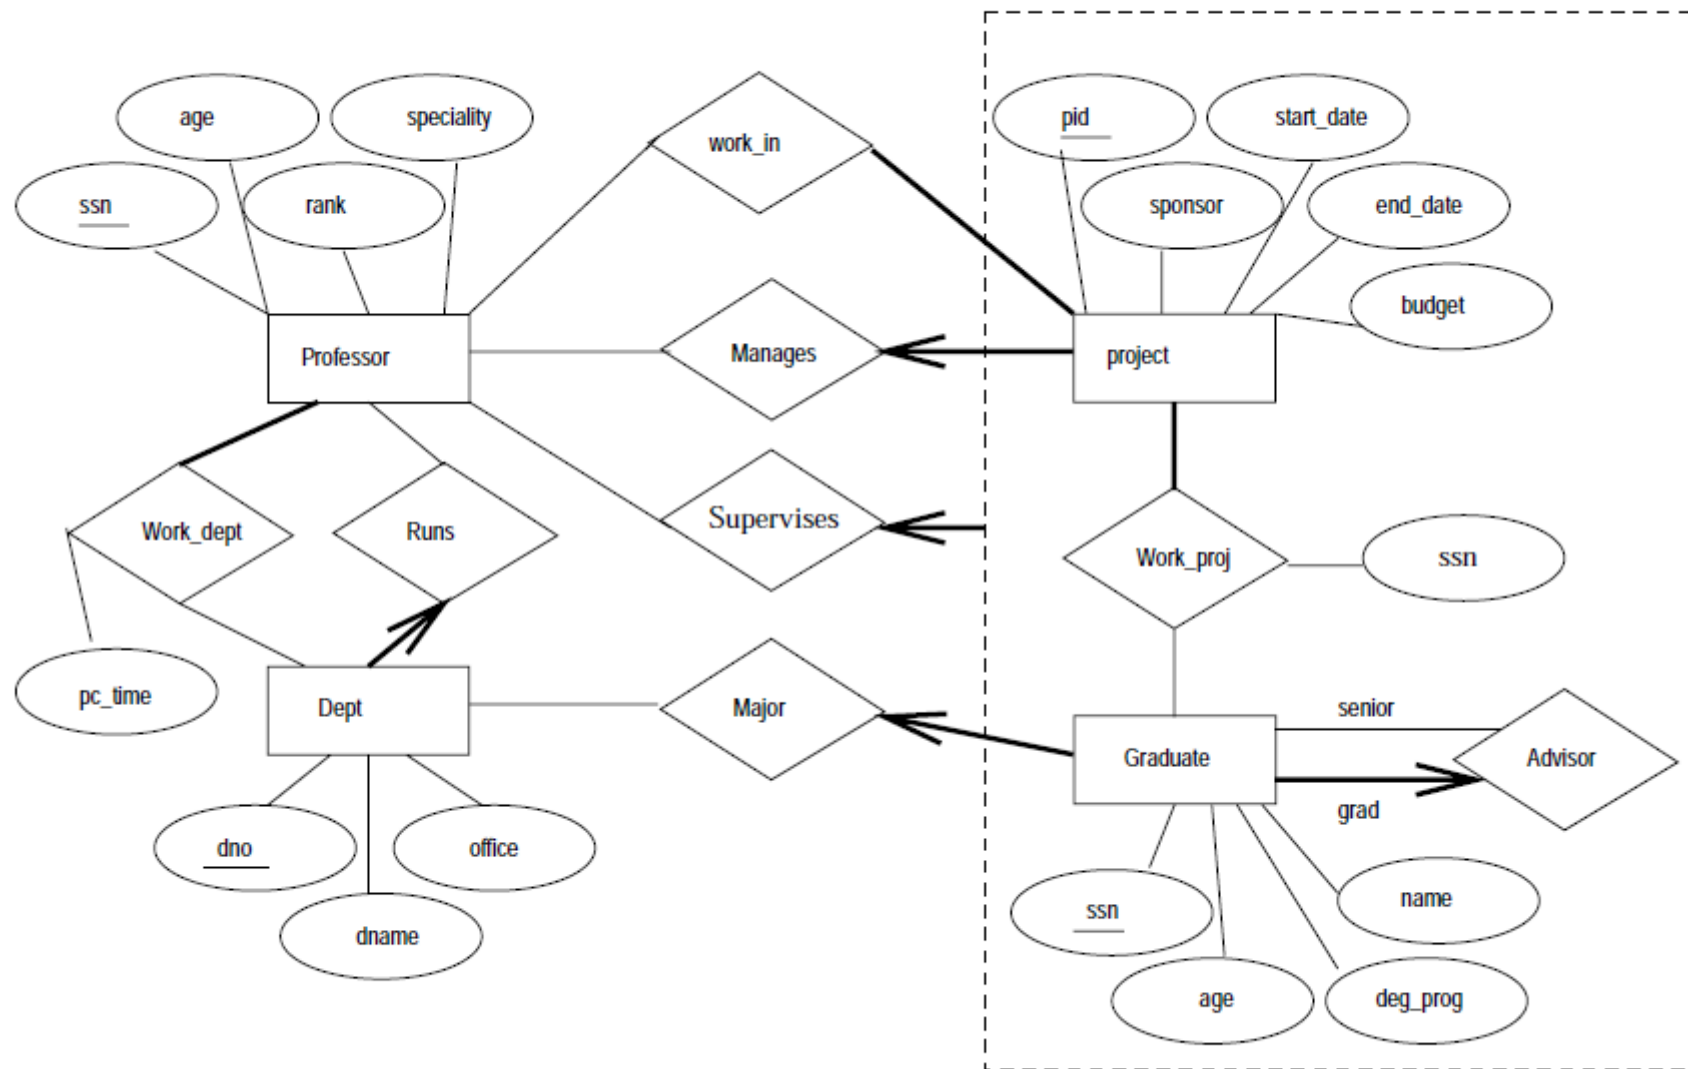 age
speciality
work_in
pid
start_date
ssn
rank
sponsor
end_date
budget
Professor
Manages
project
Work_dept
Runs
Supervises
Work_proj
ssn
pc_time
Dept
Major
senior
Graduate
Advisor
grad
dno
office
dname
ssn
name
age
deg_prog